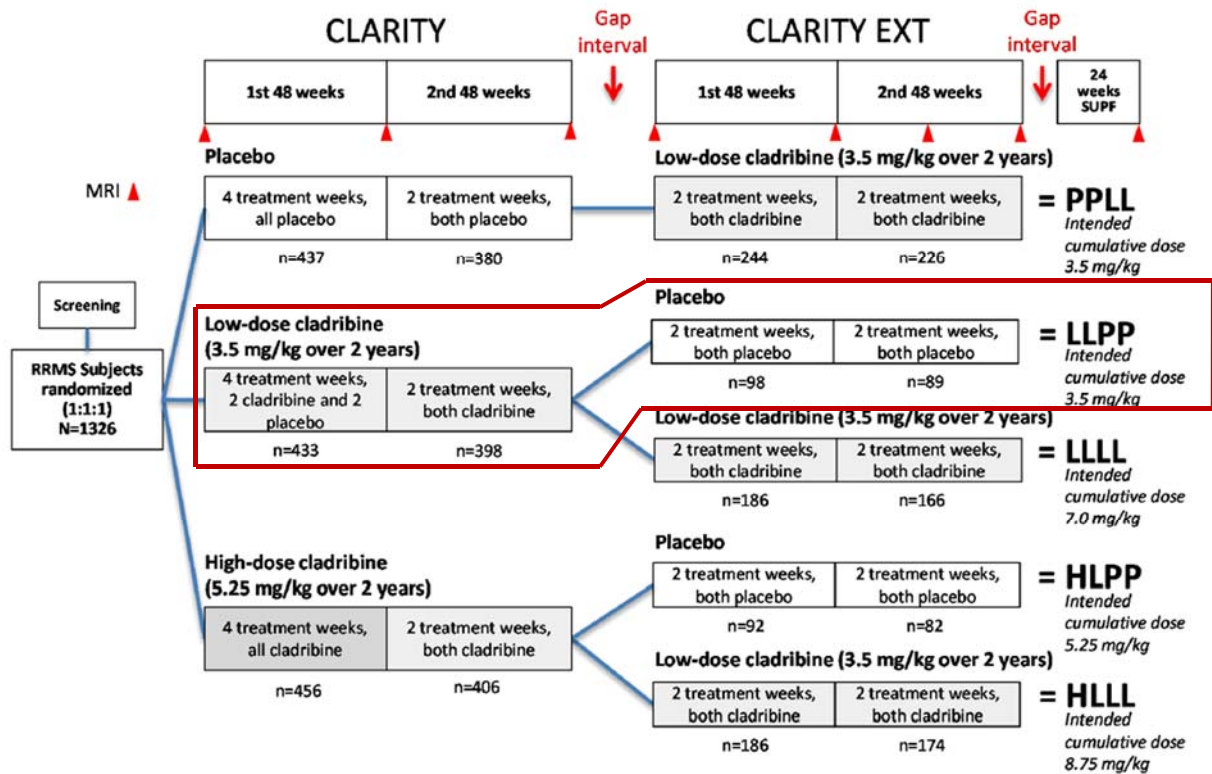 CLARITY
Gap
interval
CLARITY EXT
Gap
interval
1st 48 weeks
2nd 48 weeks
1st 48 weeks
2nd 48 weeks
24
weeks
SUPF
MRI
Screening
RRMS Subjects
randomized
(1:1:1)
N=1326
Placebo
4 treatment weeks,
all placebo
2 treatment weeks,
both placebo
n=437
n=380
Low-dose cladribine (3.5 mg/kg over 2 years)
2 treatment weeks,
both cladribine
2 treatment weeks,
both cladribine
n=244
n=226
= PPLL
Intended
cumulative dose
3.5 mg/kg
Low-dose cladribine
(3.5 mg/kg over 2 years)
4 treatment weeks,
2 cladribine and 2
placebo
2 treatment weeks,
both cladribine
n=433
n=398
Placebo
2 treatment weeks,
both placebo
2 treatment weeks,
both placebo
n=98
n=89
= LLPP
Intended
cumulative dose
3.5 mg/kg
Low-dose cladribine (3.5 mg/kg over 2 years)
2 treatment weeks,
both cladribine
2 treatment weeks,
both cladribine
n=186
n=166
= LLLL
Intended
cumulative dose
7.0 mg/kg
High-dose cladribine
(5.25 mg/kg over 2 years)
4 treatment weeks,
all cladribine
2 treatment weeks,
both cladribine
n=456
n=406
Placebo
2 treatment weeks,
both placebo
2 treatment weeks,
both placebo
n=92
n=82
= HLPP
Intended
cumulative dose
5.25 mg/kg
Low-dose cladribine (3.5 mg/kg over 2 years)
2 treatment weeks,
both cladribine
2 treatment weeks,
both cladribine
n=186
n=174
= HLLL
Intended
cumulative dose
8.75 mg/kg